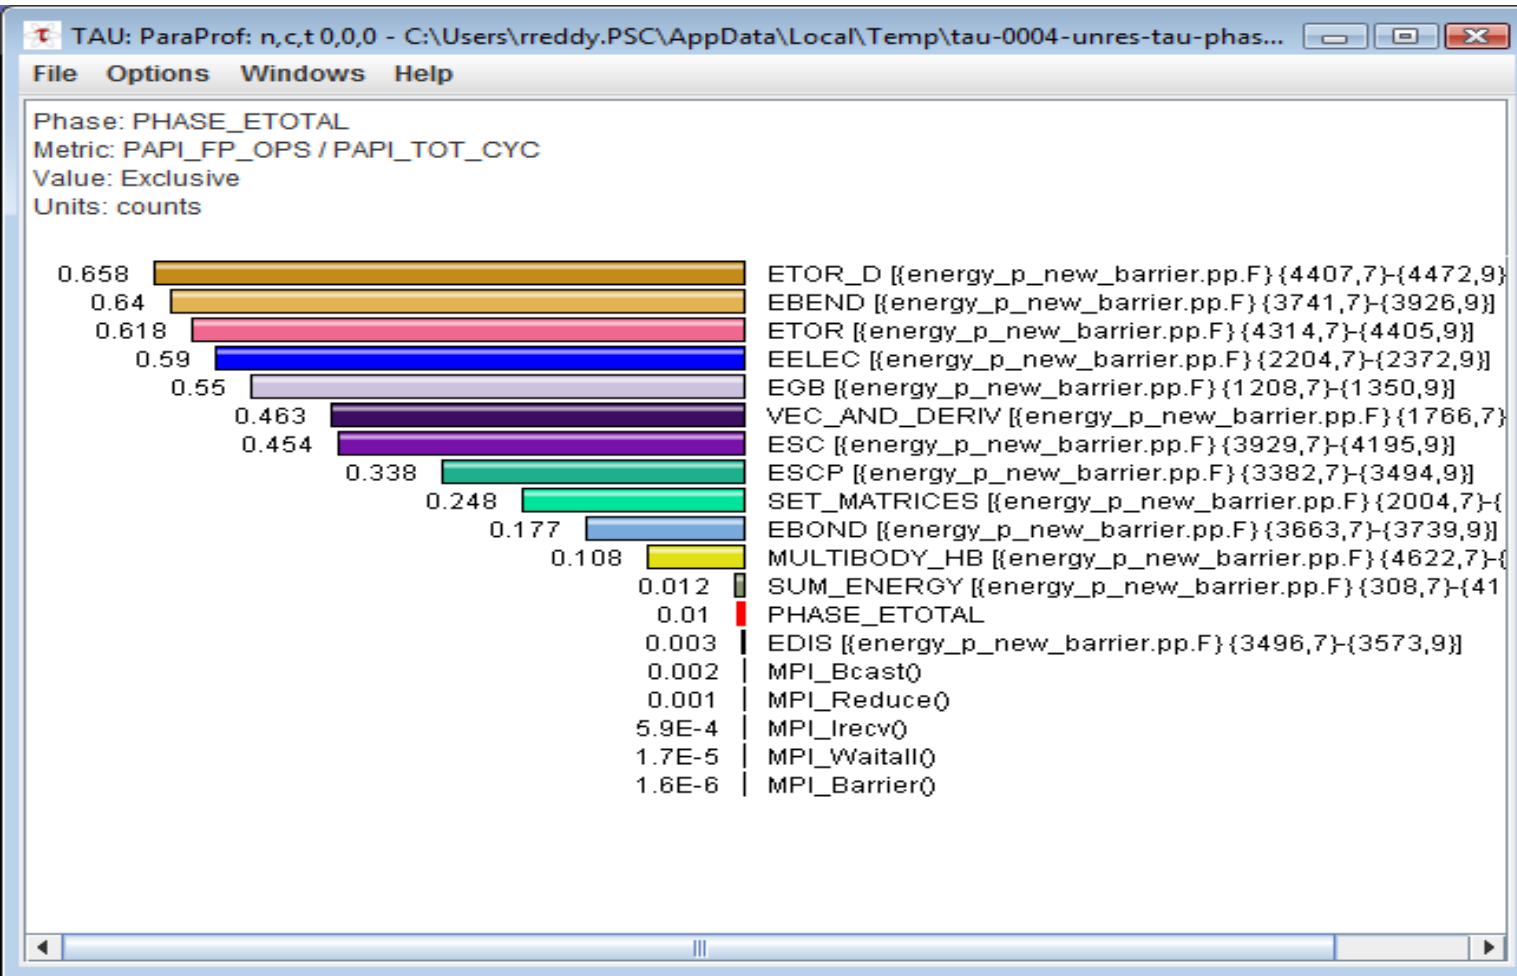 TAU: ParaProf: n,c,t 0,0,0 - C:\Users\rreddy.PSC\AppData\Local\Temp\tau-0004-unres-tau-phas...
File Options Windows Help
Phase: PHASE_ETOTAL
Metric: PAPI_FP_OPS / PAPI_TOT_CYC
Value: Exclusive
Units: counts
0.658 ETOR_D [{energy_p_new_barrier.pp.F} {4407,7}-{4472,9}
0.64 EBEND [{energy_p_new_barrier.pp.F} {3741,7}-{3926,9}]
0.618 ETOR [{energy_p_new_barrier.pp.F} {4314,7}-{4405,9}]
0.59 EELEC [{energy_p_new_barrier.pp.F} {2204,7}-{2372,9}]
0.55 EGB [{energy_p_new_barrier.pp.F} {1208,7}-{1350,9}]
0.463 VEC_AND_DERIV [{energy_p_new_barrier.pp.F} {1766,7}
0.454 ESC [{energy_p_new_barrier.pp.F} {3929,7}-{4195,9}]
0.338 ESCP [{energy_p_new_barrier.pp.F} {3382,7}-{3494,9}]
0.248 SET_MATRICES [{energy_p_new_barrier.pp.F} {2004,7}-{
0.177 EBOND [{energy_p_new_barrier.pp.F} {3663,7}-{3739,9}]
0.108 MULTIBODY_HB [{energy_p_new_barrier.pp.F} {4622,7}-{
0.012 SUM_ENERGY [{energy_p_new_barrier.pp.F} {308,7}-{41
0.01 PHASE_ETOTAL
0.003 EDIS [{energy_p_new_barrier.pp.F} {3496,7}-{3573,9}]
0.002 MPI_Bcast()
0.001 MPI_Reduce()
5.9E-4 MPI_Irecv()
1.7E-5 MPI_Waitall()
1.6E-6 MPI_Barrier()